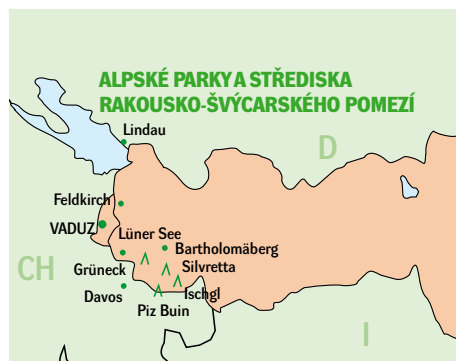 ALPSKÉ PARKY A STŘEDISKA
RAKOUSKO-ŠVÝCARSKÉHO POMEZÍ
Lindau
D
Feldkirch
VADUZ
Lüner See
Bartholomäberg
CH
Grüneck
Silvretta
Davos
Ischgl
Piz Buin
I